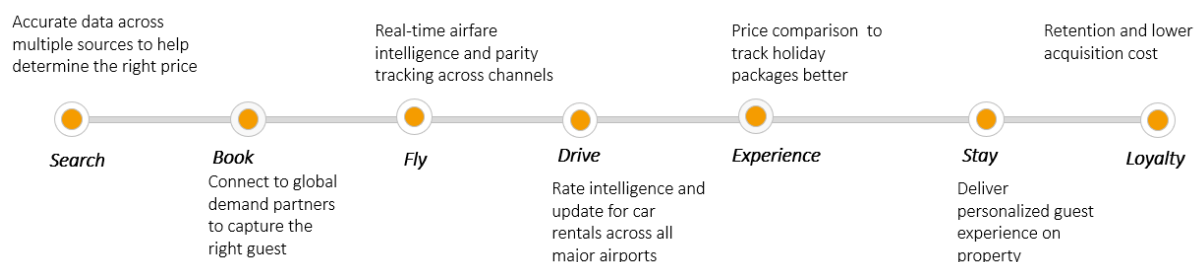 Accurate data across
multiple sources to help
determine the right price
Search
Book
Connect to global
demand partners
to capture the
right guest
Real-time airfare
intelligence and parity
tracking across channels
Fly
Drive
Rate intelligence and
update for car
rentals across all
major airports
Price comparison to
track holiday
packages better
Experience
Stay
Deliver
personalized guest
experience on
property
Retention and lower
acquisition cost
Loyalty